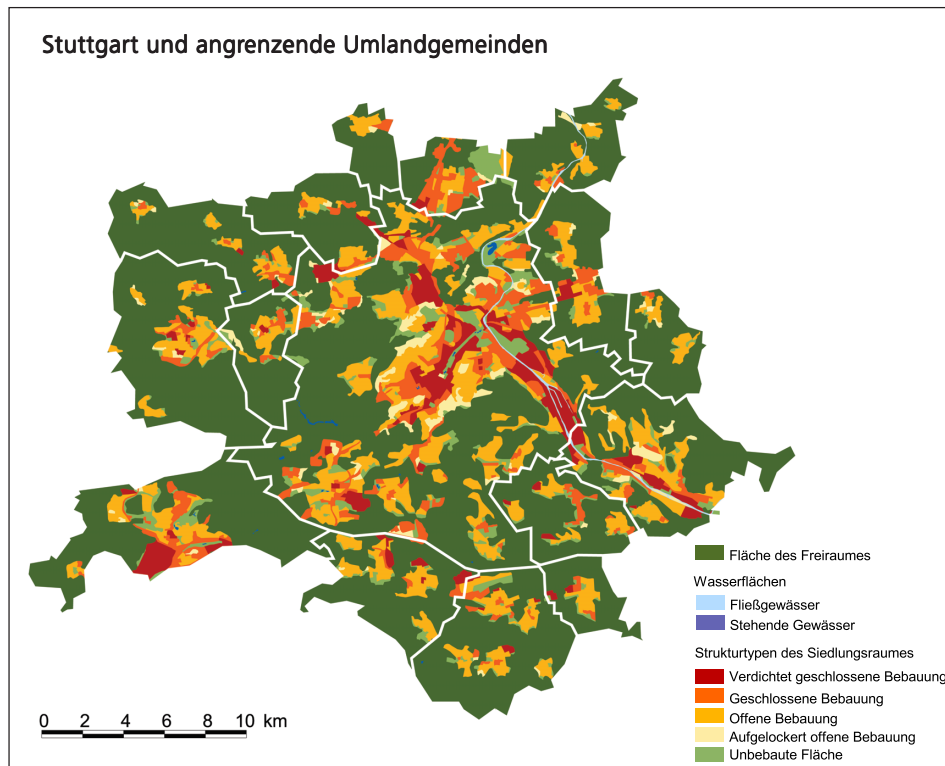 Stuttgart und angrenzende Umlandgemeinden
Fläche des Freiraumes
Wasserflächen
Fließgewässer
Stehende Gewässer
Strukturtypen des Siedlungsraumes
Verdichtet geschlossene Bebauung
Geschlossene Bebauung
Offene Bebauung
Aufgelockert offene Bebauung
Unbebaute Fläche
0 2 4 6 8 10 km